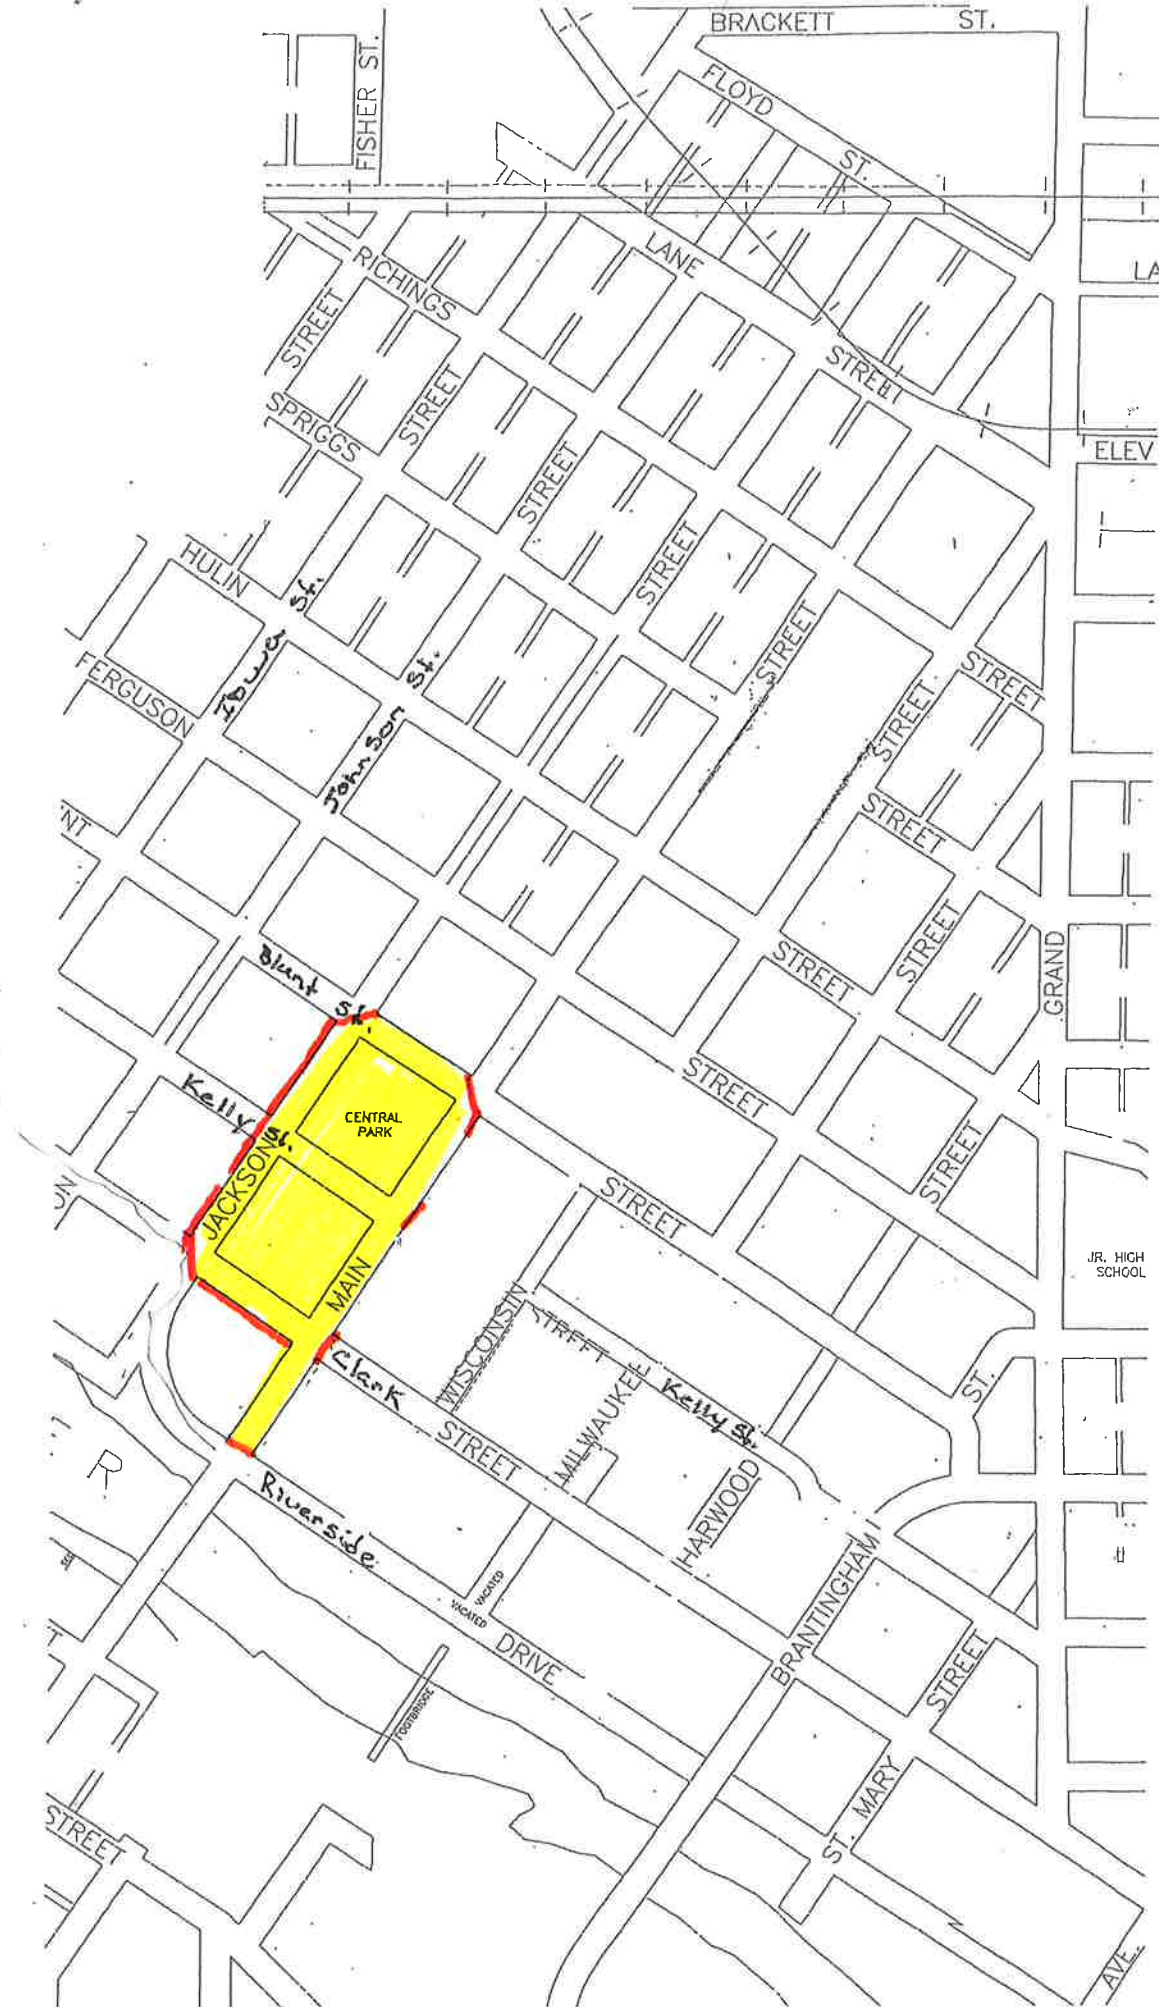 BRACKETT ST.
FISHER ST.
FLOYD ST.
LANE STREET
LA
RICHINGS
STREET
SPRIGGS
STREET
STREET
STREET
ELEV
HULIN
Iowa St.
FERGUSON
Johnson St.
STREET
STREET
STREET
STREET
NT
STREET
STREET
GRAND
Blunt St.
STREET
CENTRAL
PARK
Kelly St.
JACKSON
STREET
STREET
ON
MAIN
JR. HIGH
SCHOOL
WISCONSIN
STREET
Kelly St.
ST.
Clark
STREET
MILWAUKEE
HARWOOD
R
Riverside
DRIVE
VACATED
VACATED
BRANTINGHAM
STREET
FOOTBRIDGE
ST. MARY
STREET
AVE.